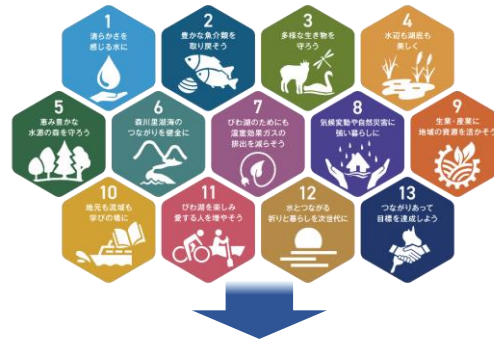 1
清らかさを
感じる水に
2
豊かな魚介類を
取り戻そう
3
多様な生き物を
守ろう
4
水辺も湖底も
美しく
5
恵み豊かな
水源の森を守ろう
6
森川里湖海の
つながりを健全に
7
びわ湖のためにも
温室効果ガスの
排出を減らそう
8
気候変動や自然災害に
強い暮らしに
9
生業・産業に
地域の資源を活かそう
10
地元も流域も
学びの場に
11
びわ湖を楽しみ
愛する人を増やそう
12
水とつながる
祈りと暮らしを次世代に
13
つながりあって
目標を達成しよう